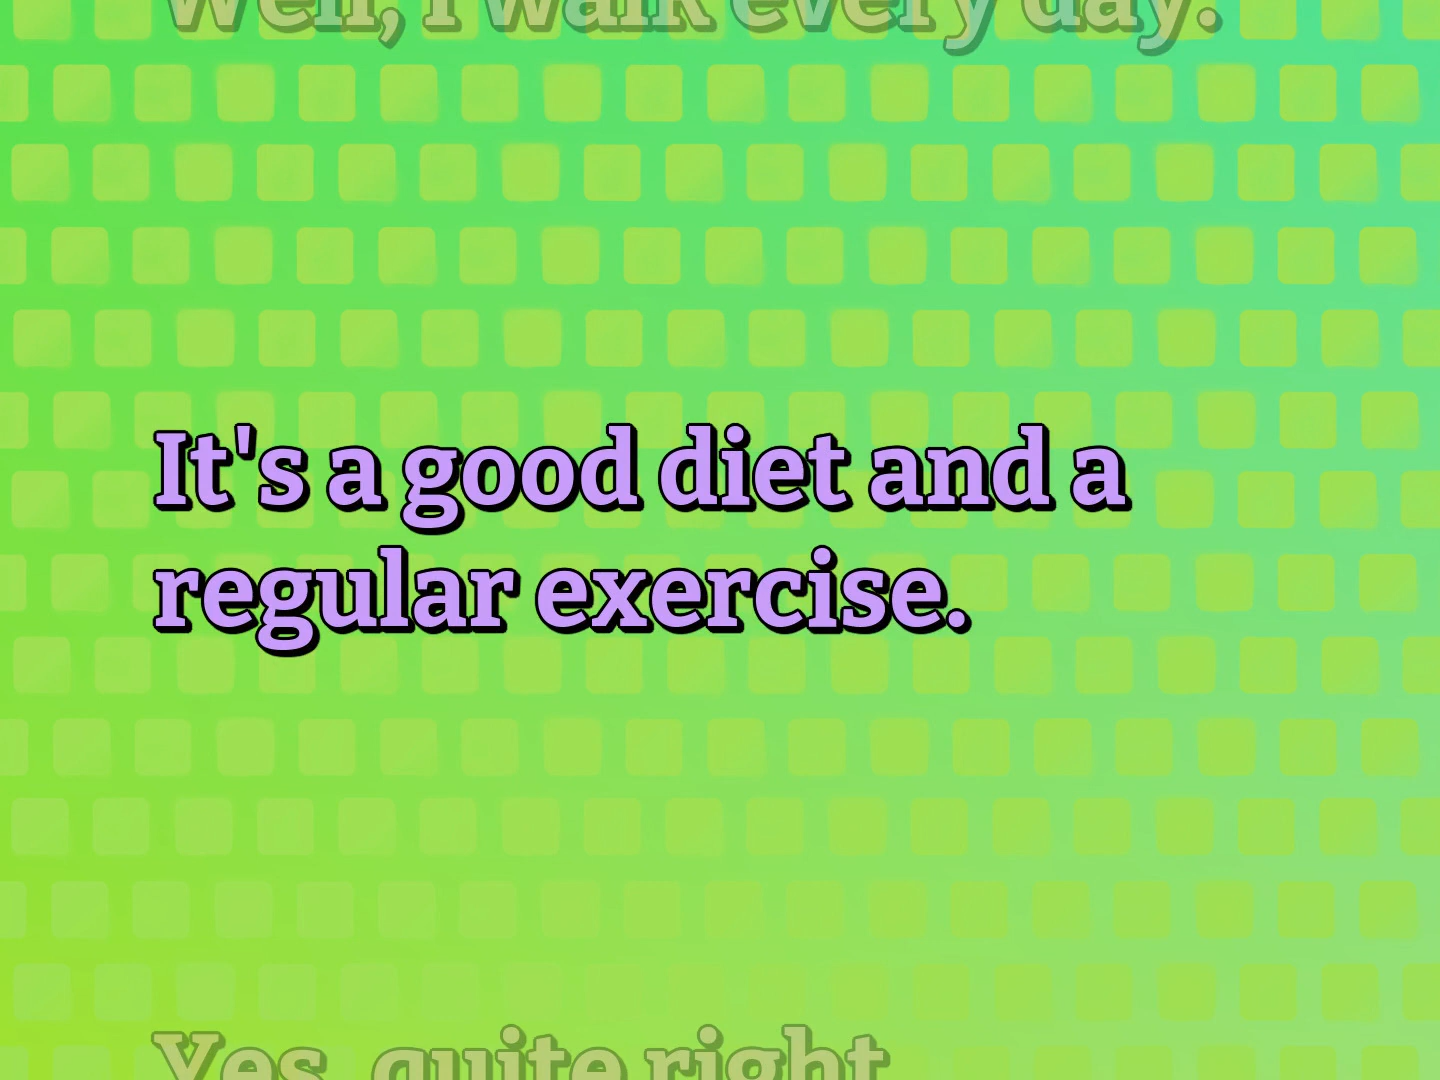 Well, I walk every day.
It's a good diet and a
regular exercise.
Yes, quite right